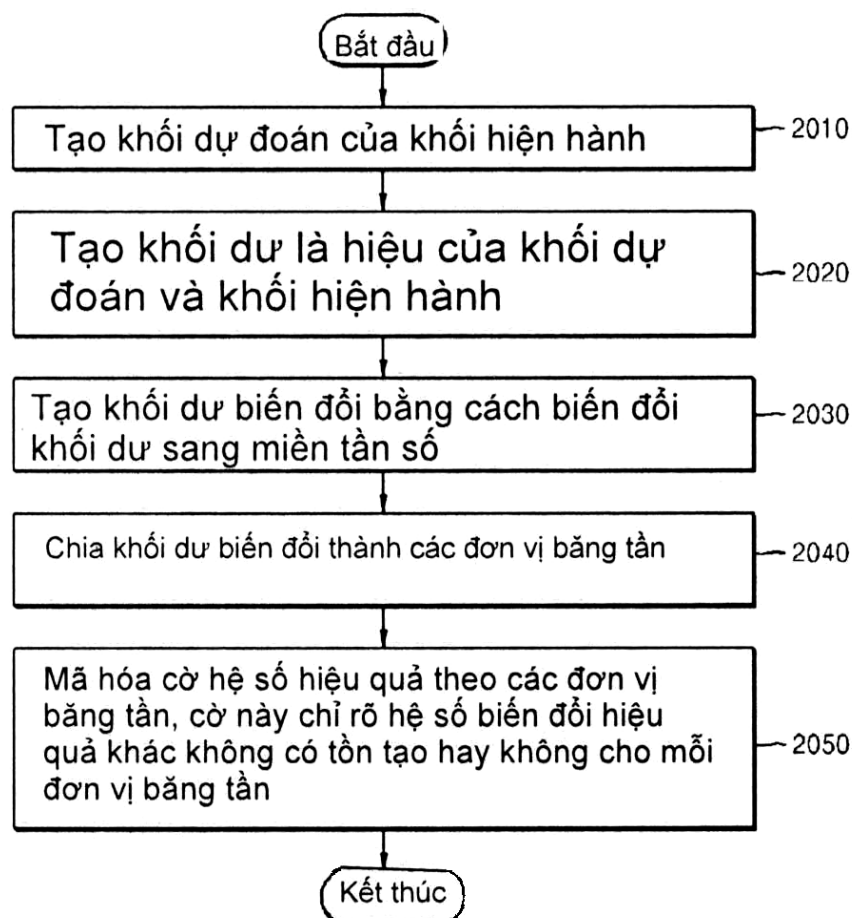 Bắt đầu
Tạo khối dự đoán của khối hiện hành
2010
Tạo khối dư là hiệu của khối dự
đoán và khối hiện hành
2020
Tạo khối dư biến đổi bằng cách biến đổi
khối dư sang miền tần số
2030
Chia khối dư biến đổi thành các đơn vị băng tần
2040
Mã hóa cờ hệ số hiệu quả theo các đơn vị
băng tần, cờ này chỉ rõ hệ số biến đổi hiệu
quả khác không có tồn tạo hay không cho mỗi
đơn vị băng tần
2050
Kết thúc